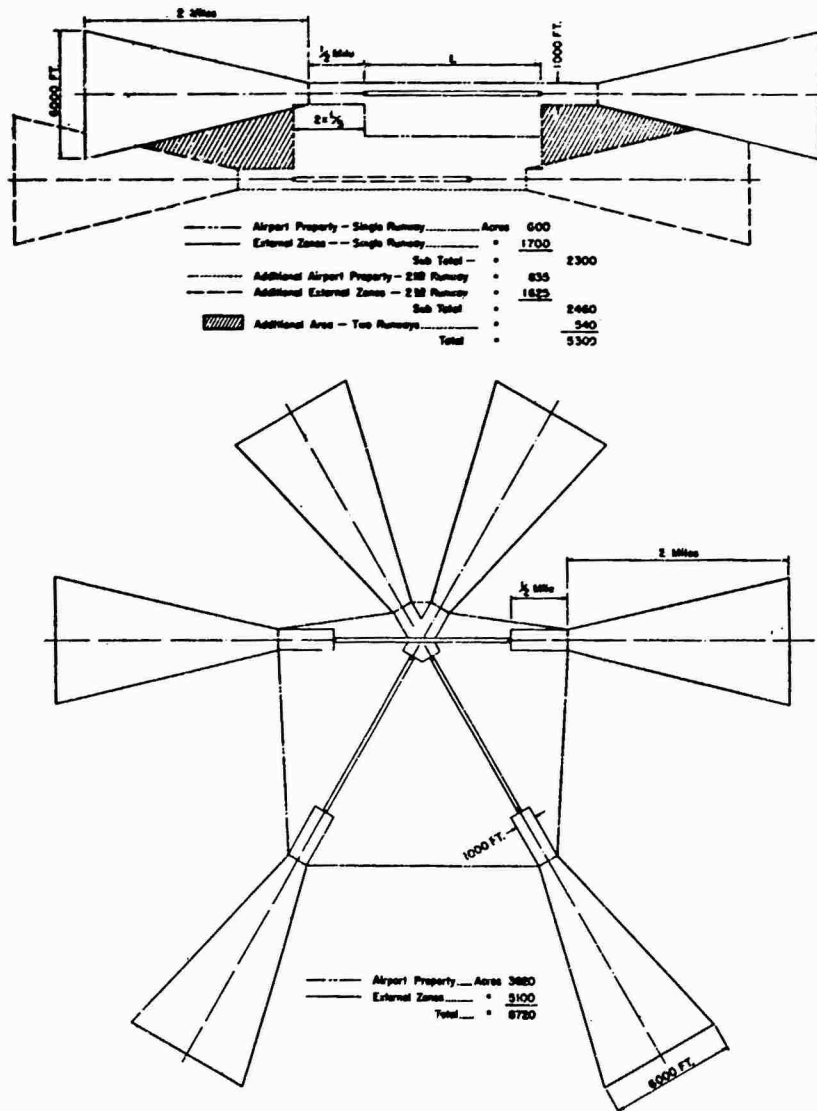 2 Miles
½ Mile
L
1000 FT.
6000 FT.
2 × L/5
Airport Property – Single Runway ........ Acres 600
External Zones – – Single Runway ........ " 1700
Sub Total – " 2300
Additional Airport Property – 2ND Runway " 835
Additional External Zones – 2ND Runway " 1625
Sub Total " 2460
Additional Area – Two Runways ........ " 540
Total " 5300
2 Miles
½ Mile
1000 FT.
Airport Property .... Acres 3620
External Zones ........ " 5100
Total .... " 8720
6000 FT.